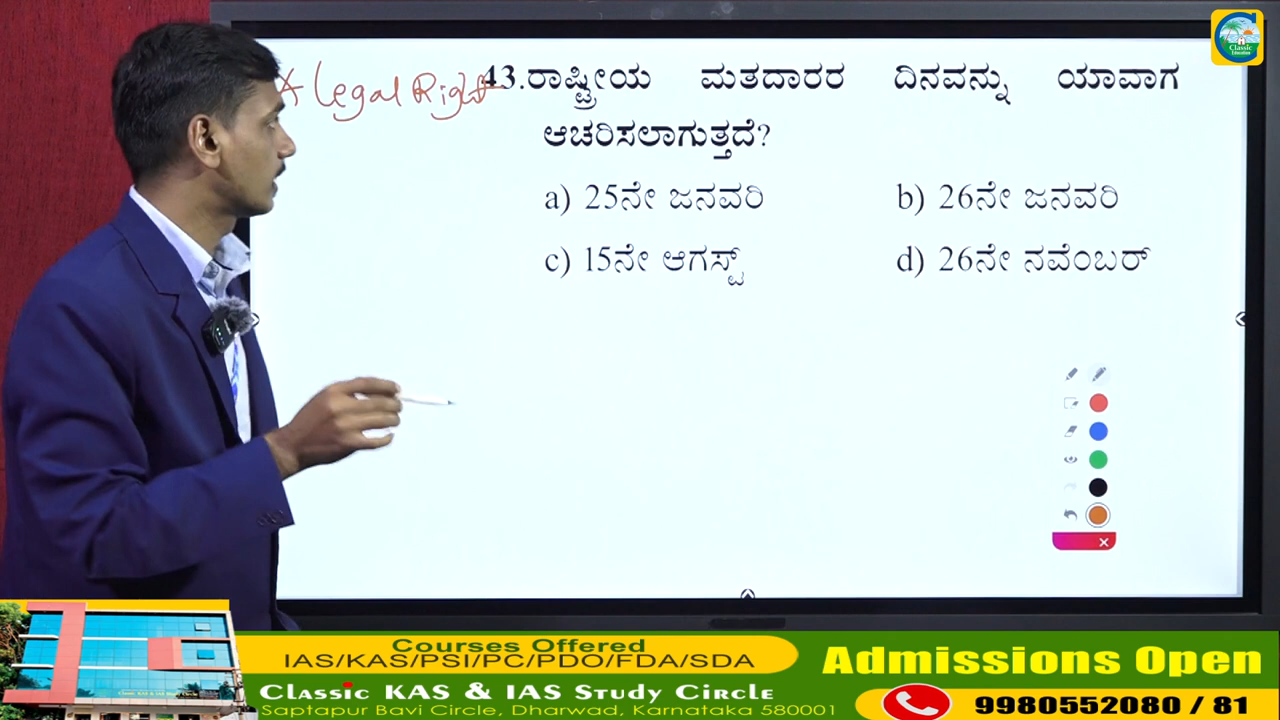 Classic
Education
* Legal Right
43.ರಾಷ್ಟ್ರೀಯ ಮತದಾರರ ದಿನವನ್ನು ಯಾವಾಗ
ಆಚರಿಸಲಾಗುತ್ತದೆ?
a) 25ನೇ ಜನವರಿ b) 26ನೇ ಜನವರಿ
c) 15ನೇ ಆಗಸ್ಟ್ d) 26ನೇ ನವೆಂಬರ್
Courses Offered
IAS/KAS/PSI/PC/PDO/FDA/SDA
Classic KAS & IAS Study Circle
Saptapur Bavi Circle, Dharwad, Karnataka 580001
Admissions Open
9980552080 / 81